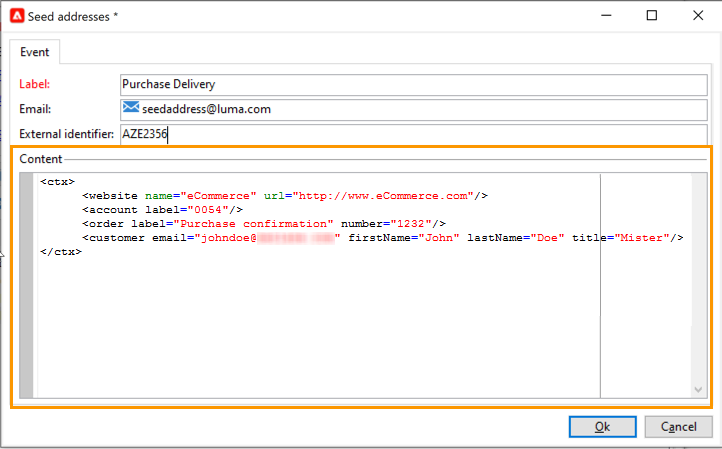 Seed addresses *
Event
Label: Purchase Delivery
Email: seedaddress@luma.com
External identifier: AZE2356
Content
<ctx>
<website name="eCommerce" url="http://www.eCommerce.com"/>
<account label="0054"/>
<order label="Purchase confirmation" number="1232"/>
<customer email="johndoe@ " firstName="John" lastName="Doe" title="Mister"/>
</ctx>
Ok Cancel